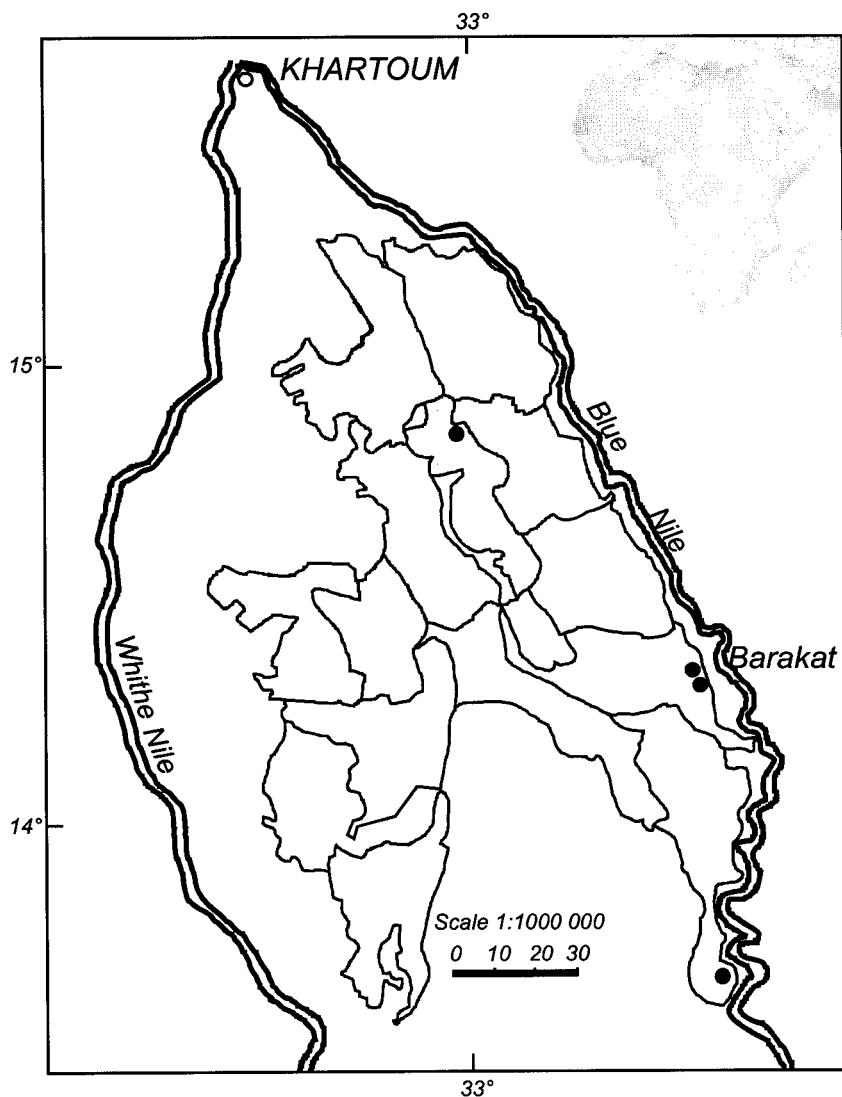 33°
KHARTOUM
15°
Blue
Nile
Barakat
Whithe Nile
14°
Scale 1:1000 000
0 10 20 30
33°